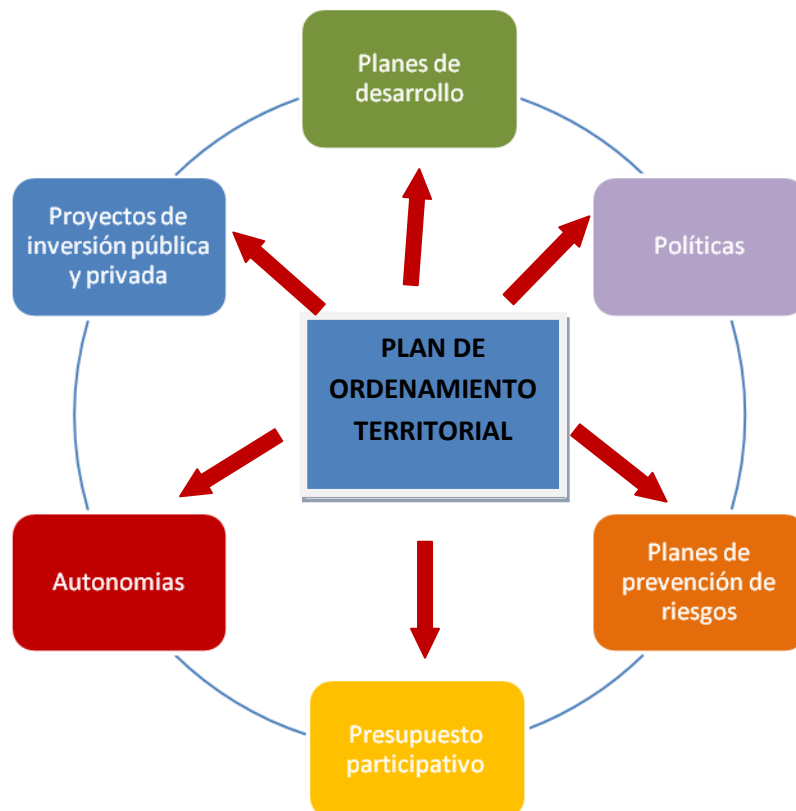 Planes de
desarrollo
Proyectos de
inversión pública
y privada
Políticas
PLAN DE
ORDENAMIENTO
TERRITORIAL
Autonomias
Planes de
prevención de
riesgos
Presupuesto
participativo